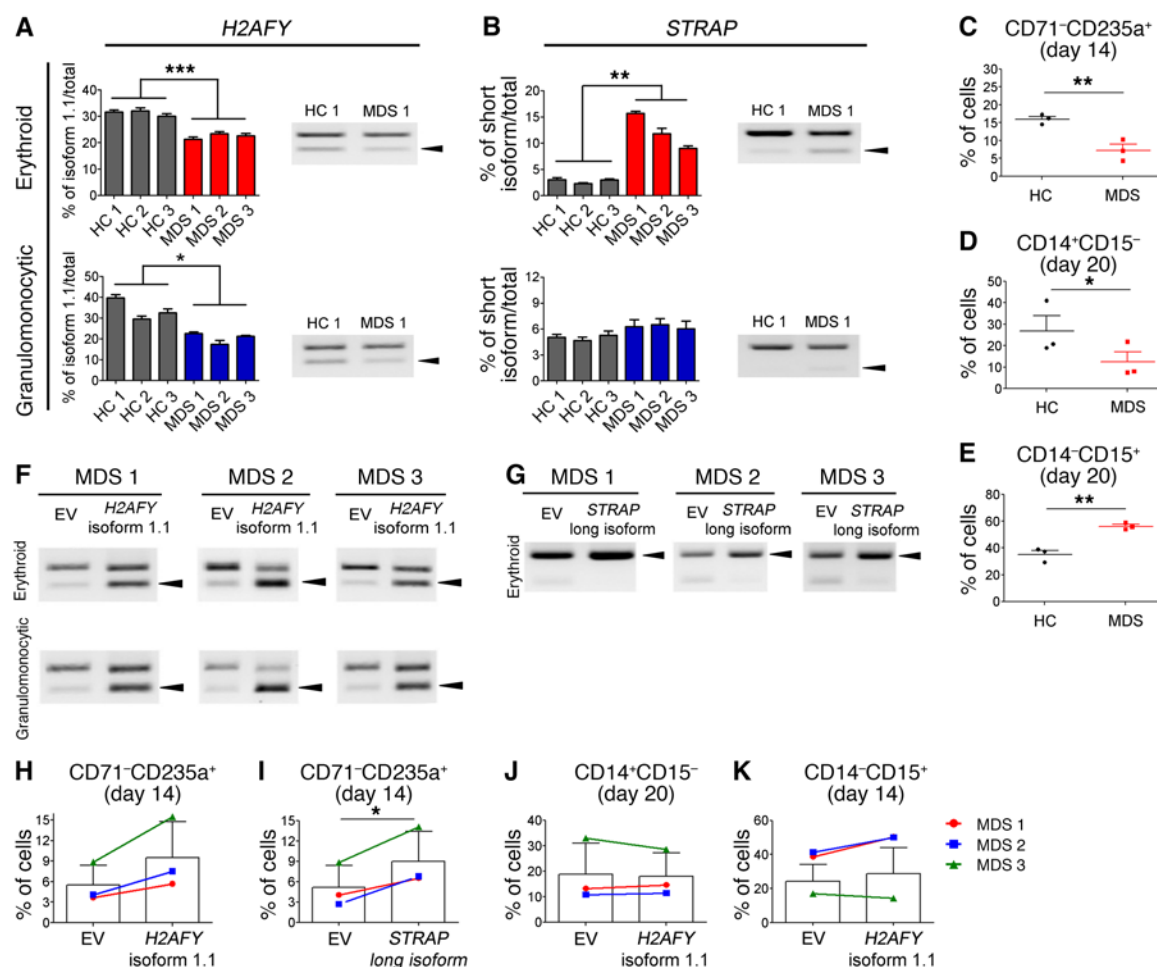 A
H2AFY
Erythroid
% of isoform 1.1/total
40
30
20
10
0
***
HC 1
HC 2
HC 3
MDS 1
MDS 2
MDS 3
HC 1 MDS 1
Granulomonocytic
% of isoform 1.1/total
50
40
30
20
10
0
*
HC 1
HC 2
HC 3
MDS 1
MDS 2
MDS 3
HC 1 MDS 1
B
STRAP
% of short
isoform/total
20
15
10
5
0
**
HC 1
HC 2
HC 3
MDS 1
MDS 2
MDS 3
HC 1 MDS 1
% of short
isoform/total
12
9
6
3
0
HC 1
HC 2
HC 3
MDS 1
MDS 2
MDS 3
HC 1 MDS 1
C
CD71⁻CD235a⁺
(day 14)
% of cells
30
25
20
15
10
5
0
**
HC MDS
D
CD14⁺CD15⁻
(day 20)
% of cells
50
40
30
20
10
0
*
HC MDS
E
CD14⁻CD15⁺
(day 20)
% of cells
80
60
40
20
0
**
HC MDS
F
MDS 1 MDS 2 MDS 3
EV H2AFY isoform 1.1
EV H2AFY isoform 1.1
EV H2AFY isoform 1.1
Erythroid
Granulomonocytic
G
MDS 1 MDS 2 MDS 3
EV STRAP long isoform
EV STRAP long isoform
EV STRAP long isoform
Erythroid
H
CD71⁻CD235a⁺
(day 14)
% of cells
15
12
9
6
3
0
EV H2AFY
isoform 1.1
I
CD71⁻CD235a⁺
(day 14)
% of cells
15
12
9
6
3
0
*
EV STRAP
long isoform
J
CD14⁺CD15⁻
(day 20)
% of cells
40
30
20
10
0
EV H2AFY
isoform 1.1
K
CD14⁻CD15⁺
(day 14)
% of cells
60
40
20
0
EV H2AFY
isoform 1.1
MDS 1
MDS 2
MDS 3